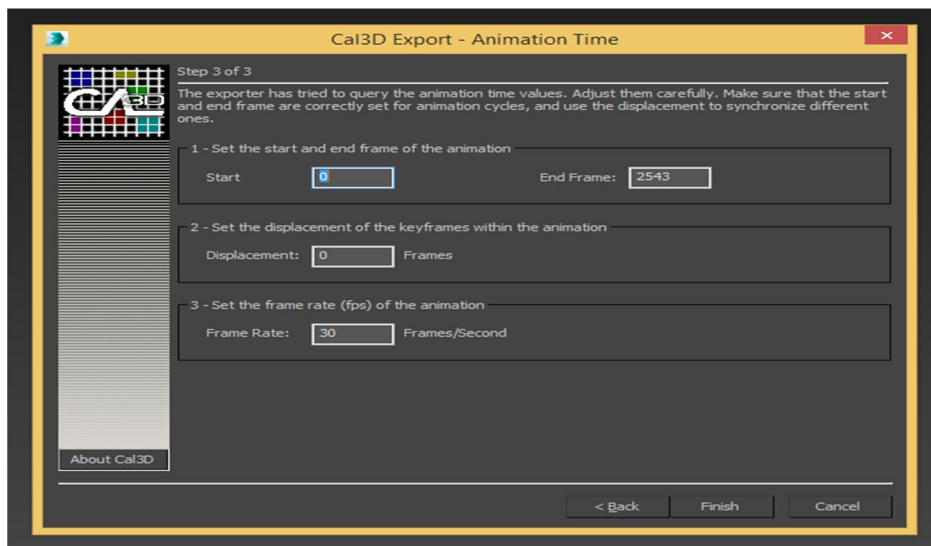 Cal3D Export - Animation Time
CA3D
Step 3 of 3
The exporter has tried to query the animation time values. Adjust them carefully. Make sure that the start
and end frame are correctly set for animation cycles, and use the displacement to synchronize different
ones.
1 - Set the start and end frame of the animation
Start 0 End Frame: 2543
2 - Set the displacement of the keyframes within the animation
Displacement: 0 Frames
3 - Set the frame rate (fps) of the animation
Frame Rate: 30 Frames/Second
About Cal3D
< Back Finish Cancel